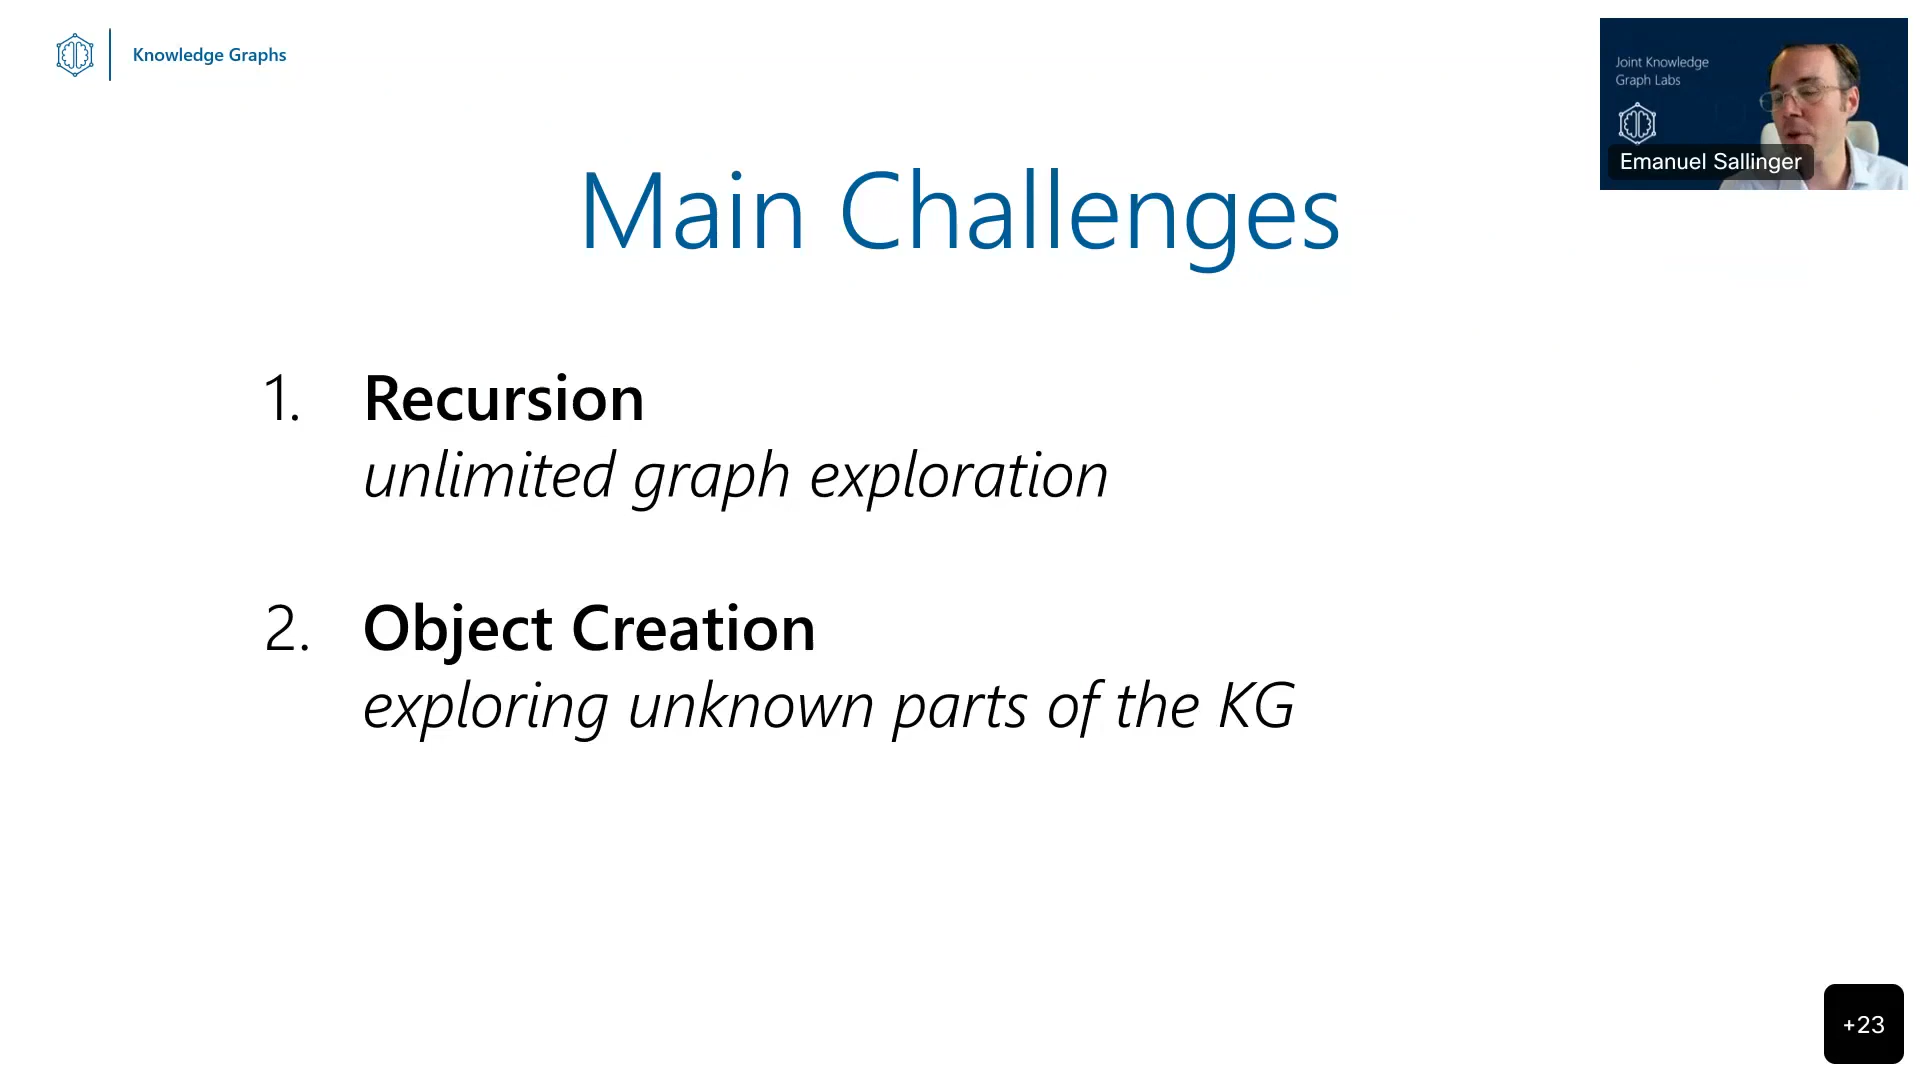 Knowledge Graphs
Joint Knowledge
Graph Labs
Emanuel Sallinger
Main Challenges
1. Recursion
unlimited graph exploration
2. Object Creation
exploring unknown parts of the KG
+23